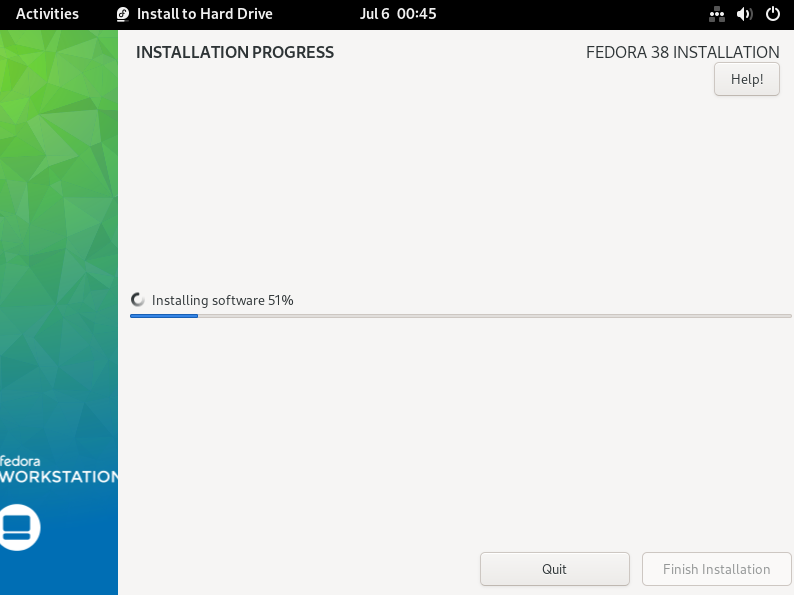 Activities Install to Hard Drive Jul 6 00:45
INSTALLATION PROGRESS FEDORA 38 INSTALLATION
Help!
Installing software 51%
fedora
WORKSTATION
Quit Finish Installation